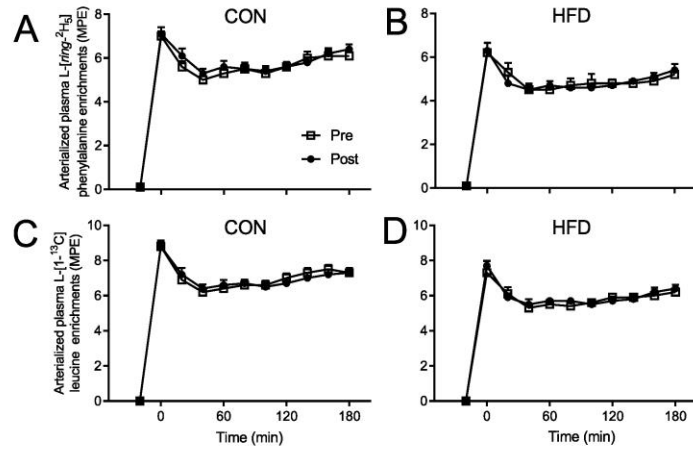 A
CON
Arterialized plasma L-[ring-²H₅]
phenylalanine enrichments (MPE)
8
6
4
2
0
Pre
Post
B
HFD
8
6
4
2
0
C
CON
Arterialized plasma L-[1-¹³C]
leucine enrichments (MPE)
10
8
6
4
2
0
0 60 120 180
Time (min)
D
HFD
10
8
6
4
2
0
0 60 120 180
Time (min)